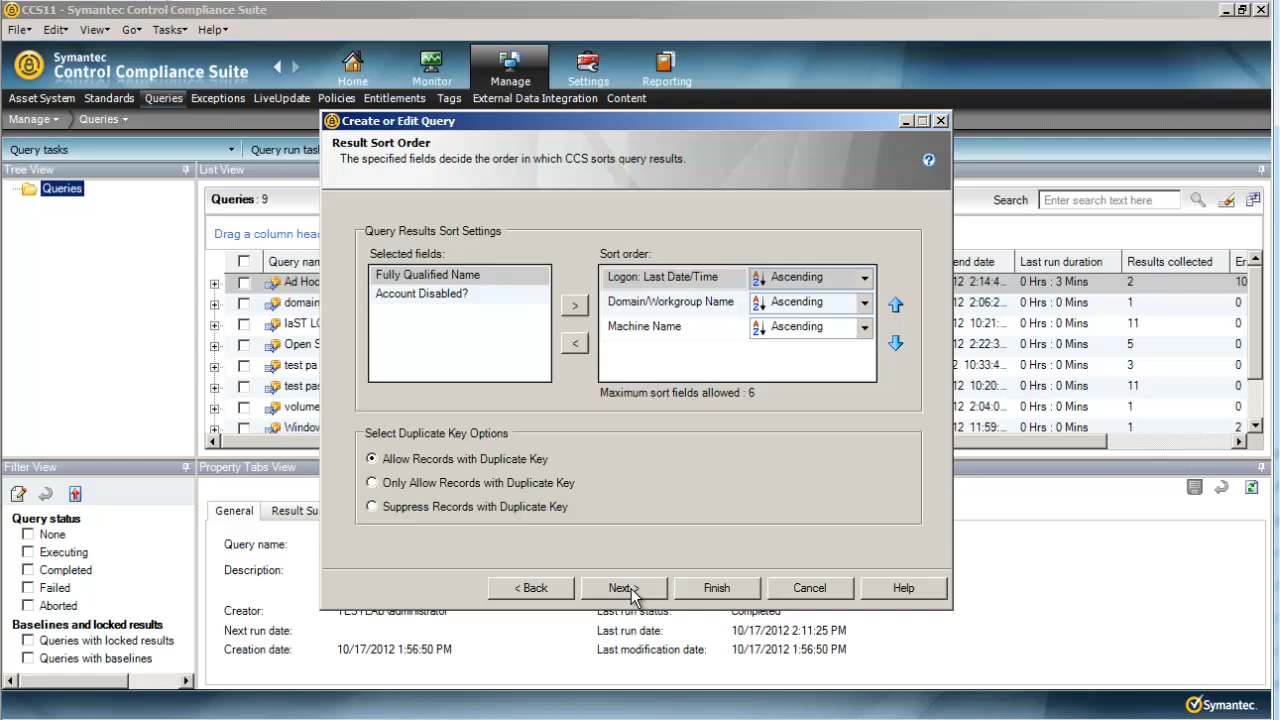 CCS11 - Symantec Control Compliance Suite
File Edit View Go Tasks Help
Symantec
Control Compliance Suite
Home Monitor Manage Settings Reporting
Asset System Standards Queries Exceptions LiveUpdate Policies Entitlements Tags External Data Integration Content
Manage Queries
Query tasks
Query run
Tree View
List View
Queries
Queries : 9
Search
Enter search text here
Drag a column
Query
end date
Last run duration
Results collected
Ad Hoc
2:14:4...
0 Hrs : 3 Mins
2
10
domain
12 2:06:2...
0 Hrs : 0 Mins
1
0
12 10:21:...
0 Hrs : 0 Mins
11
0
Open S
12 2:22:3...
0 Hrs : 0 Mins
5
0
test pa
12 10:33:4...
0 Hrs : 0 Mins
3
0
test pa
12 10:20:...
0 Hrs : 0 Mins
11
0
volume
12 2:04:0...
0 Hrs : 0 Mins
1
0
Window
12 11:59:...
0 Hrs : 0 Mins
1
2
Create or Edit Query
Result Sort Order
The specified fields decide the order in which CCS sorts query results.
?
Query Results Sort Settings
Selected fields:
Fully Qualified Name
Account Disabled?
>
<
Sort order:
Logon: Last Date/Time Ascending
Domain/Workgroup Name Ascending
Machine Name Ascending
Maximum sort fields allowed : 6
Select Duplicate Key Options
Allow Records with Duplicate Key
Only Allow Records with Duplicate Key
Suppress Records with Duplicate Key
< Back
Next >
Finish
Cancel
Help
Filter View
Query status
None
Executing
Completed
Failed
Aborted
Baselines and locked results
Queries with locked results
Queries with baselines
Property Tabs View
General
Result Su
Query name:
Description:
Creator:
TESTLAB\administrator
Last run status:
Completed
Next run date:
Last run date:
10/17/2012 2:11:25 PM
Creation date:
10/17/2012 1:56:50 PM
Last modification date:
10/17/2012 1:56:50 PM
Symantec.